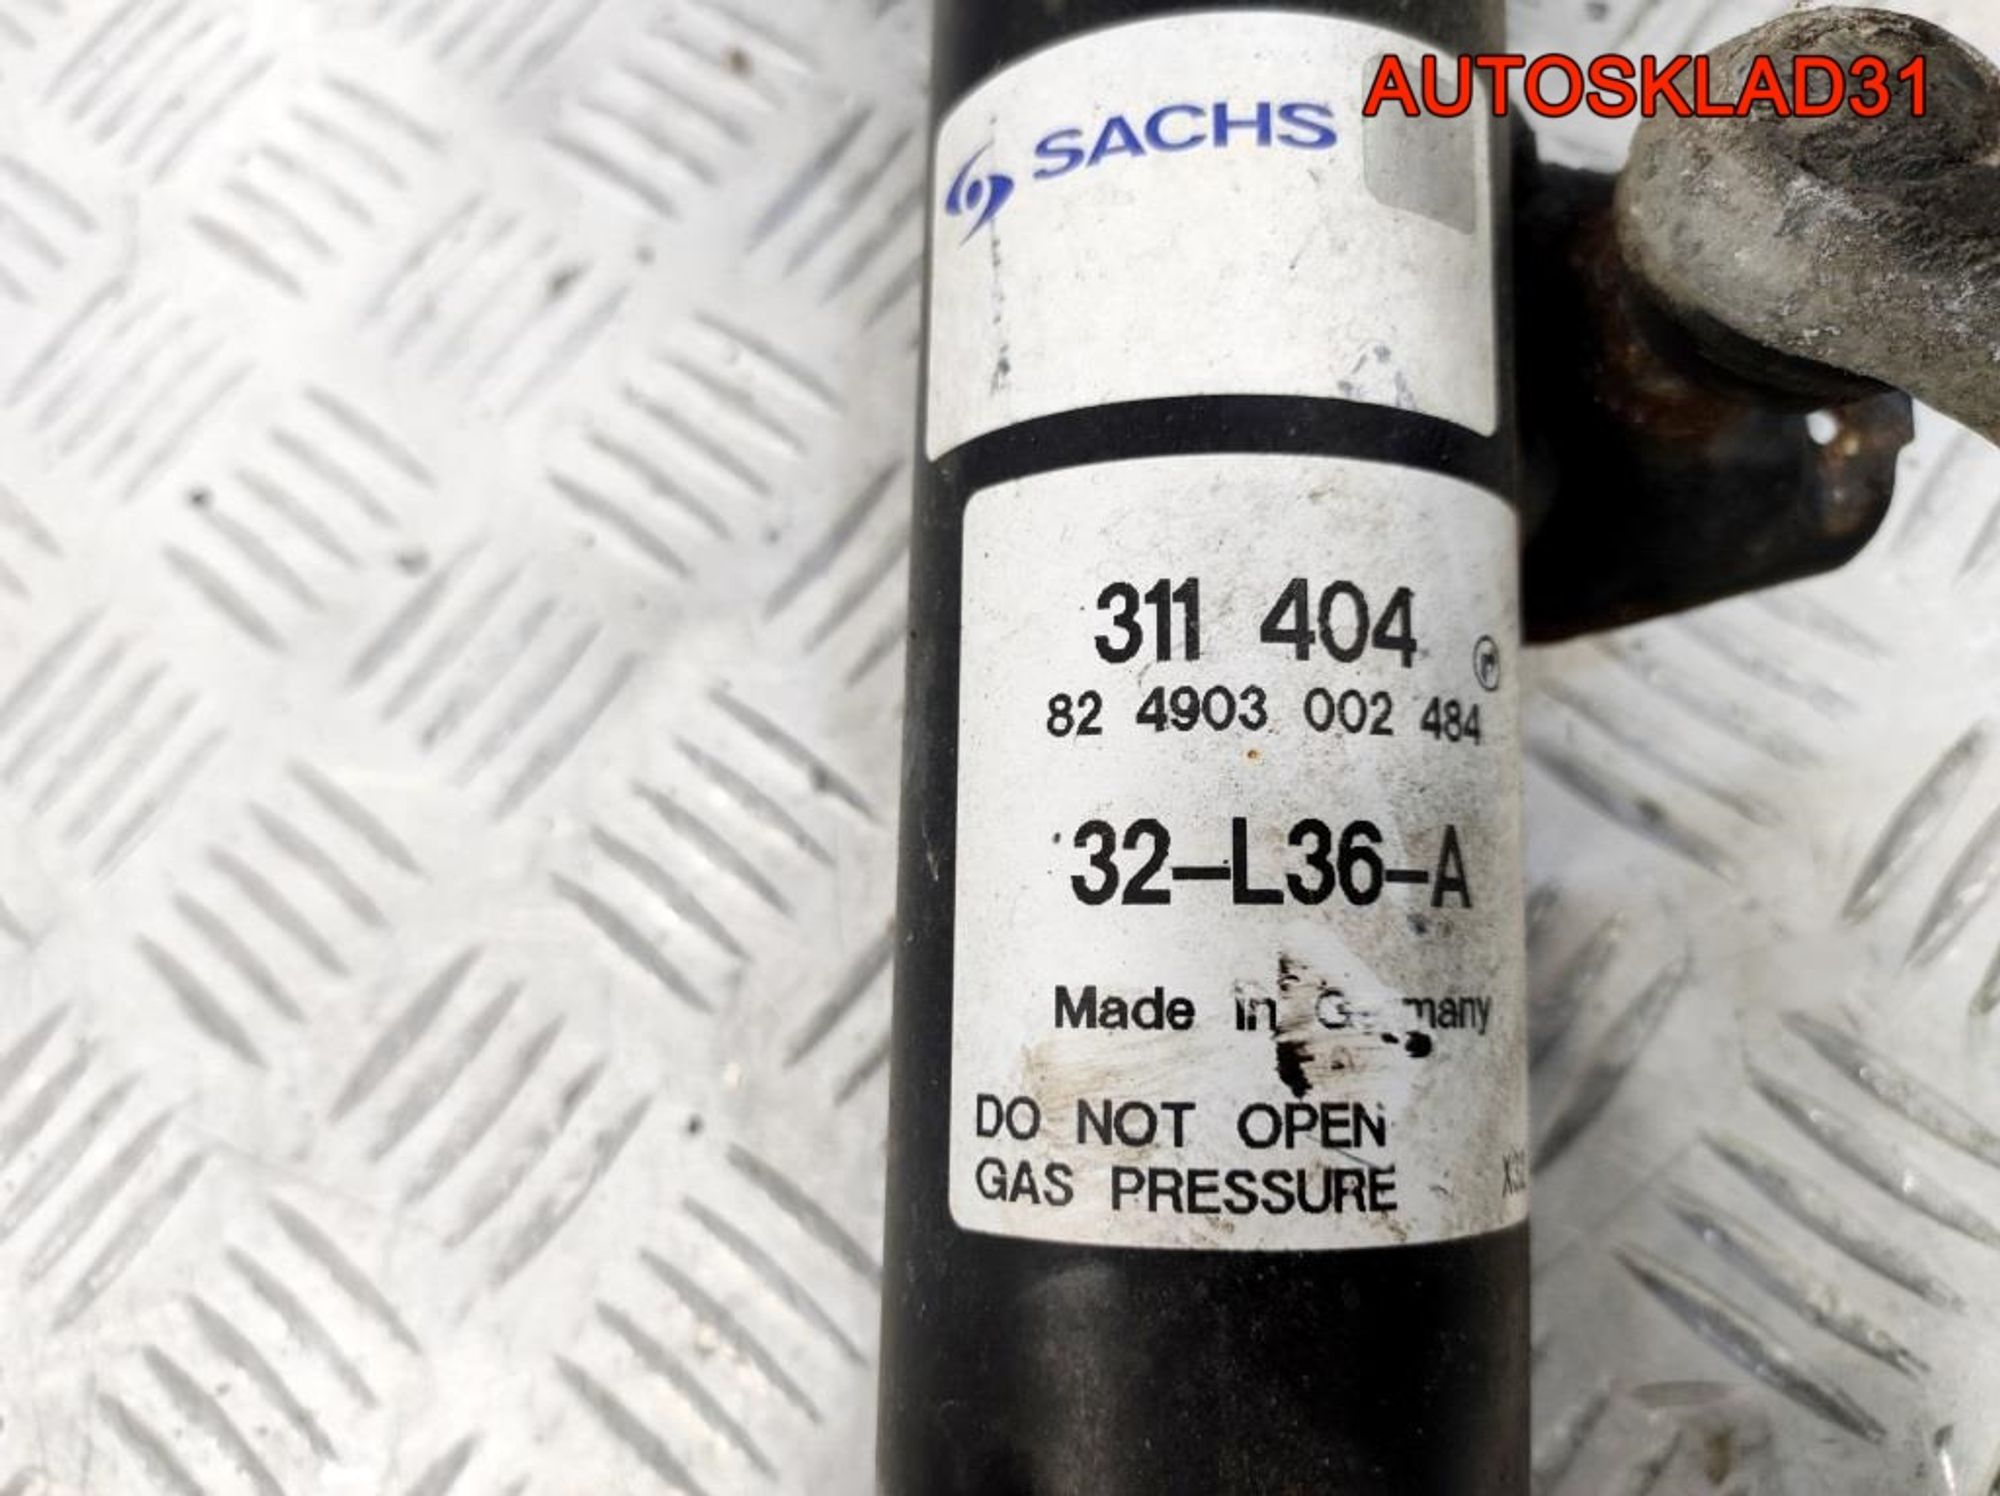 AUTOSKLAD31
SACHS
311 404
82 4903 002 484
32-L36-A
Made in Germany
DO NOT OPEN
GAS PRESSURE